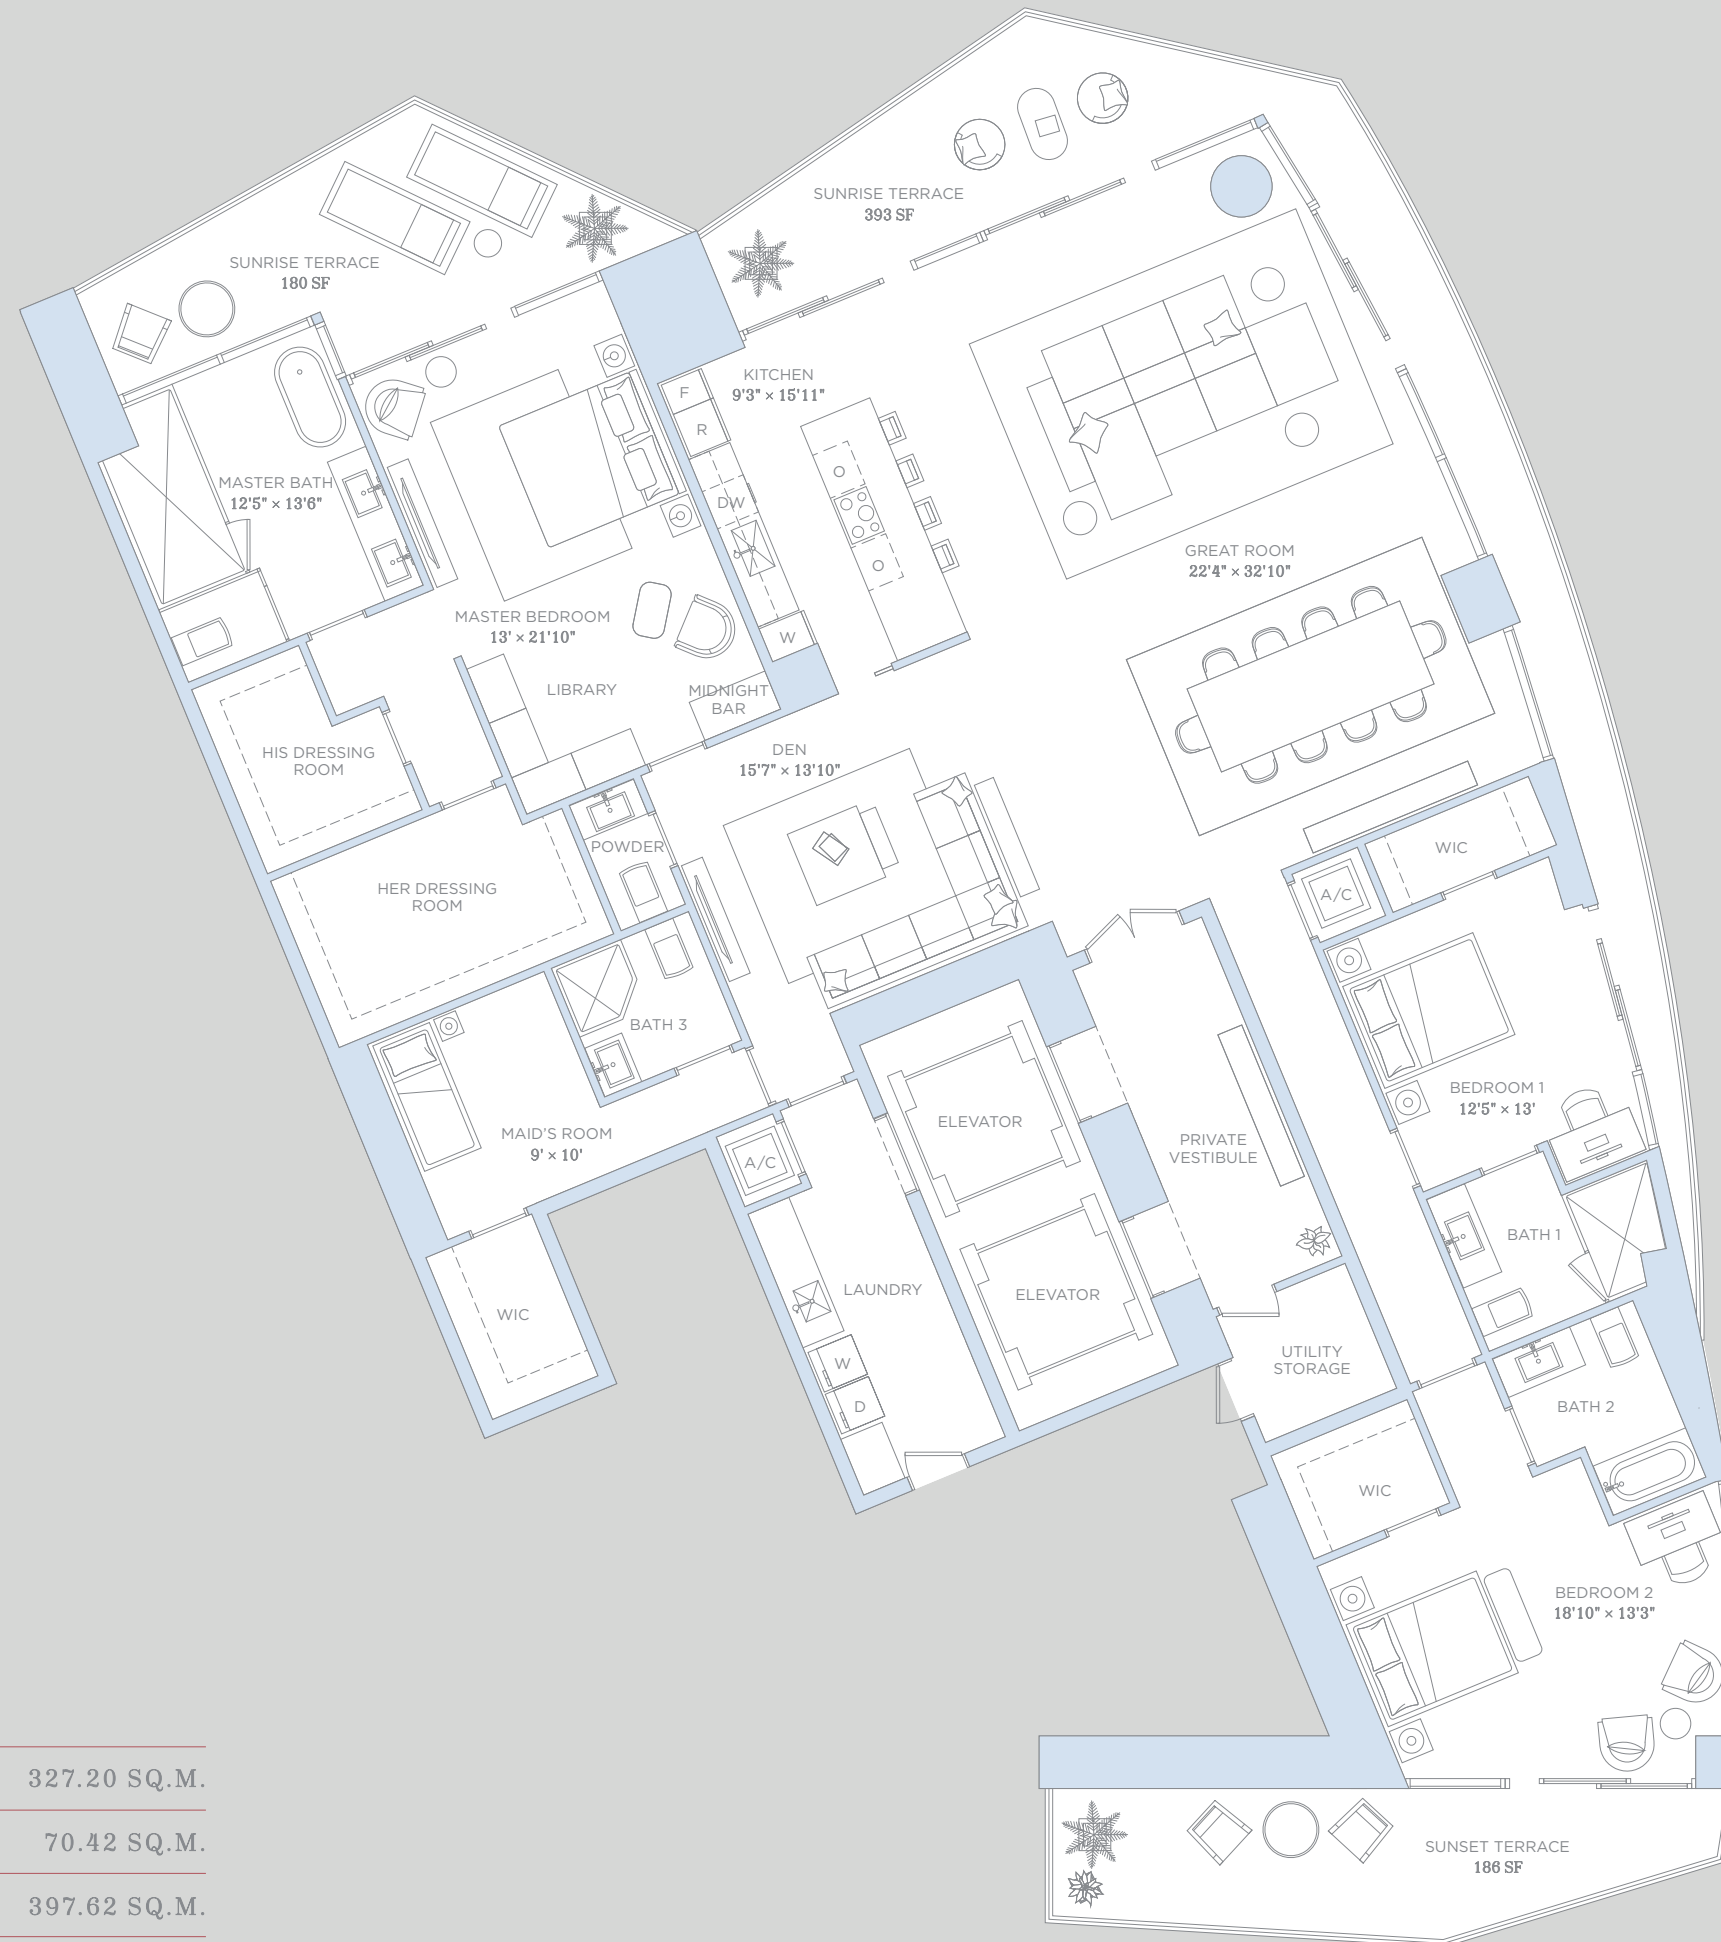 SUNRISE TERRACE
393 SF
SUNRISE TERRACE
180 SF
KITCHEN
9'3" × 15'11"
F
R
DW
W
MASTER BATH
12'5" × 13'6"
GREAT ROOM
22'4" × 32'10"
MASTER BEDROOM
13' × 21'10"
LIBRARY
MIDNIGHT
BAR
HIS DRESSING
ROOM
DEN
15'7" × 13'10"
POWDER
WIC
A/C
HER DRESSING
ROOM
BATH 3
BEDROOM 1
12'5" × 13'
MAID'S ROOM
9' × 10'
A/C
ELEVATOR
PRIVATE
VESTIBULE
BATH 1
LAUNDRY
ELEVATOR
WIC
W
D
UTILITY
STORAGE
BATH 2
WIC
BEDROOM 2
18'10" × 13'3"
SUNSET TERRACE
186 SF
327.20 SQ.M.
70.42 SQ.M.
397.62 SQ.M.